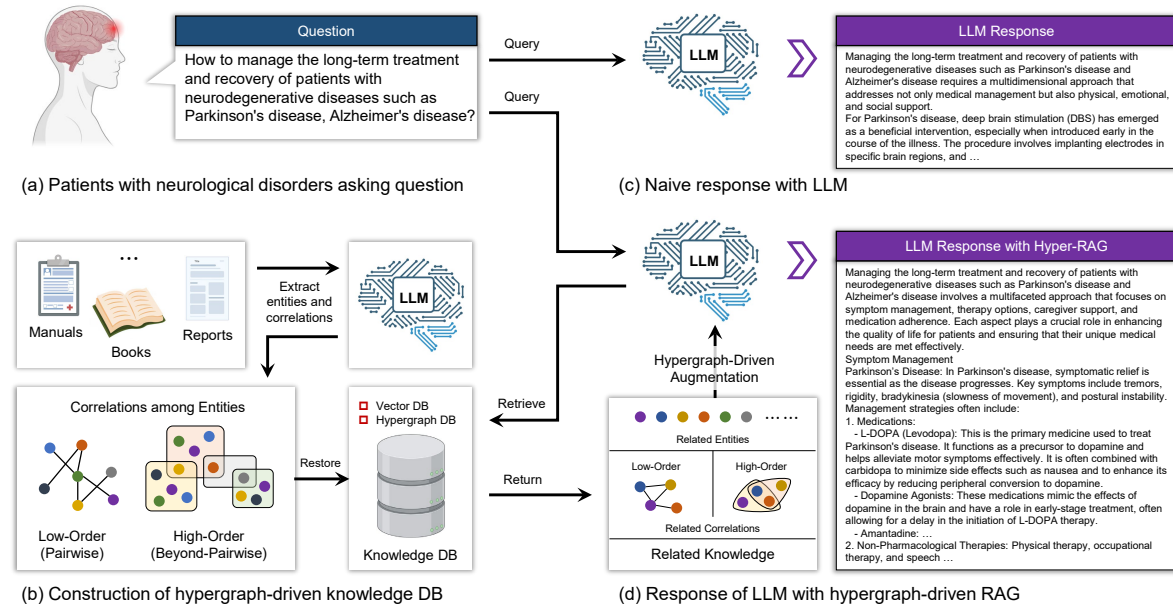 Question
How to manage the long-term treatment
and recovery of patients with
neurodegenerative diseases such as
Parkinson's disease, Alzheimer's disease?
(a) Patients with neurological disorders asking question
Query
Query
LLM
LLM Response
Managing the long-term treatment and recovery of patients with
neurodegenerative diseases such as Parkinson's disease and
Alzheimer's disease requires a multidimensional approach that
addresses not only medical management but also physical, emotional,
and social support.
For Parkinson's disease, deep brain stimulation (DBS) has emerged
as a beneficial intervention, especially when introduced early in the
course of the illness. The procedure involves implanting electrodes in
specific brain regions, and …
(c) Naive response with LLM
...
Manuals
Books
Reports
Extract
entities and
correlations
LLM
Correlations among Entities
Low-Order
(Pairwise)
High-Order
(Beyond-Pairwise)
Restore
Vector DB
Hypergraph DB
Knowledge DB
(b) Construction of hypergraph-driven knowledge DB
Retrieve
Return
LLM
Hypergraph-Driven
Augmentation
... ...
Related Entities
Low-Order
High-Order
Related Correlations
Related Knowledge
LLM Response with Hyper-RAG
Managing the long-term treatment and recovery of patients with
neurodegenerative diseases such as Parkinson's disease and
Alzheimer's disease involves a multifaceted approach that focuses on
symptom management, therapy options, caregiver support, and
medication adherence. Each aspect plays a crucial role in enhancing
the quality of life for patients and ensuring that their unique medical
needs are met effectively.
Symptom Management
Parkinson's Disease: In Parkinson's disease, symptomatic relief is
essential as the disease progresses. Key symptoms include tremors,
rigidity, bradykinesia (slowness of movement), and postural instability.
Management strategies often include:
1. Medications:
- L-DOPA (Levodopa): This is the primary medicine used to treat
Parkinson's disease. It functions as a precursor to dopamine and
helps alleviate motor symptoms effectively. It is often combined with
carbidopa to minimize side effects such as nausea and to enhance its
efficacy by reducing peripheral conversion to dopamine.
- Dopamine Agonists: These medications mimic the effects of
dopamine in the brain and have a role in early-stage treatment, often
allowing for a delay in the initiation of L-DOPA therapy.
- Amantadine: …
2. Non-Pharmacological Therapies: Physical therapy, occupational
therapy, and speech …
(d) Response of LLM with hypergraph-driven RAG